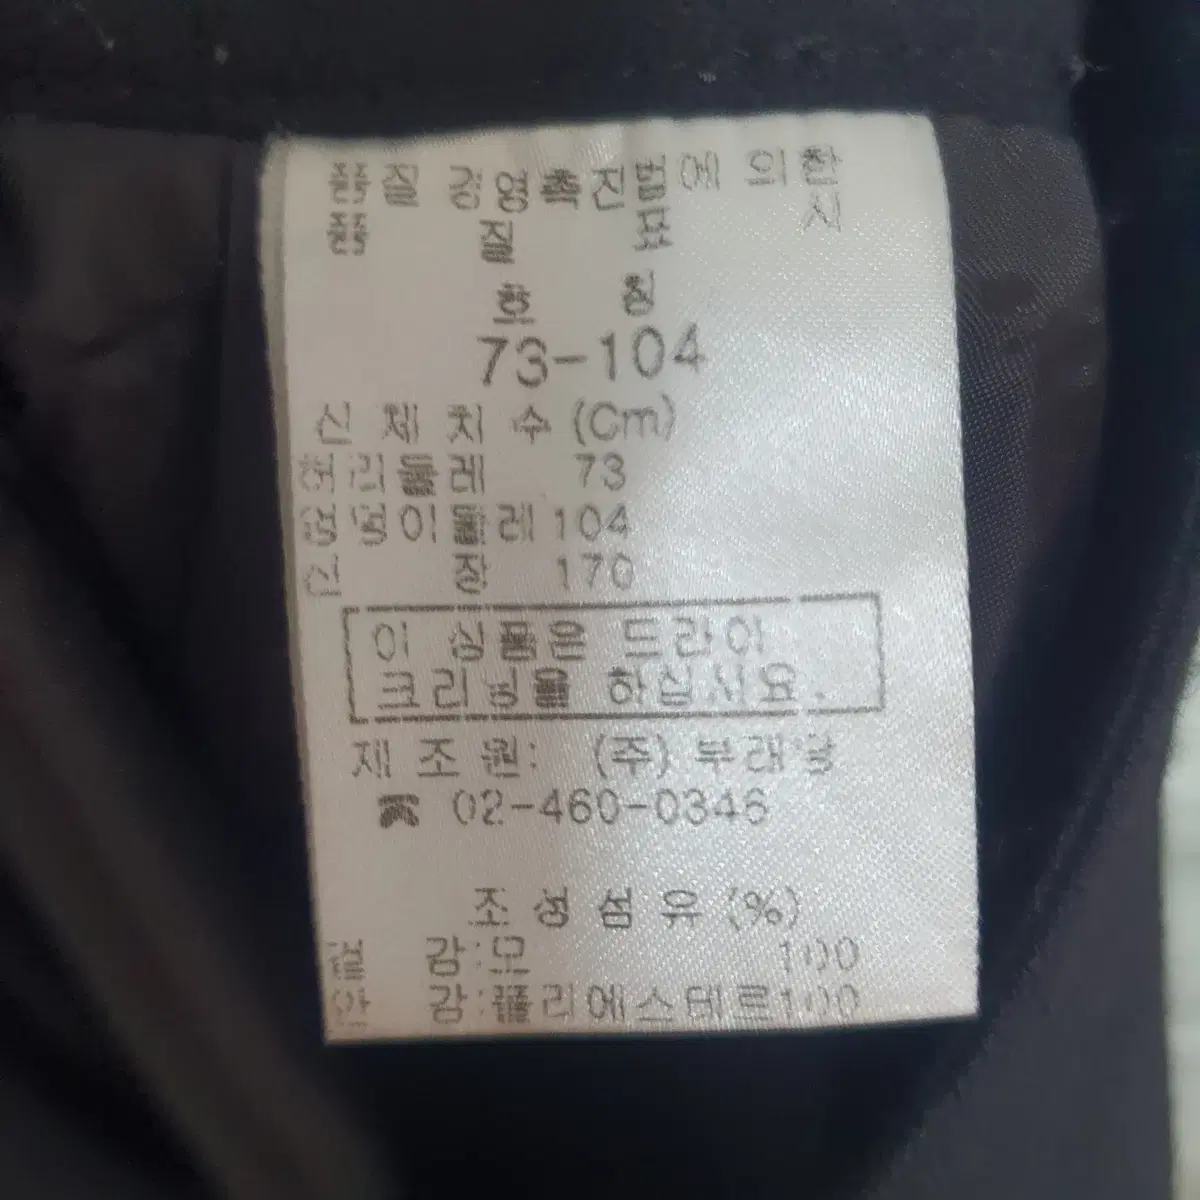 품질경영촉진법에 의한
품질표시
호칭
73-104
신체치수(Cm)
허리둘레 73
엉덩이둘레 104
신장 170
이 상품은 드라이
크리닝을 하십시요.
제조원: (주)부래당
☎ 02-460-0346
조성섬유(%)
겉감:모 100
안감:폴리에스테르100